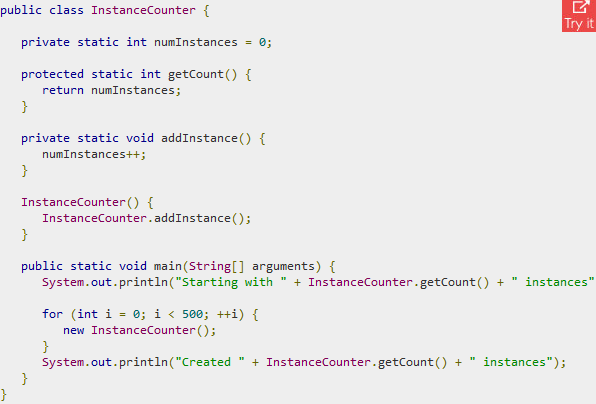 public class InstanceCounter {
Try it
private static int numInstances = 0;
protected static int getCount() {
return numInstances;
}
private static void addInstance() {
numInstances++;
}
InstanceCounter() {
InstanceCounter.addInstance();
}
public static void main(String[] arguments) {
System.out.println("Starting with " + InstanceCounter.getCount() + " instances"
for (int i = 0; i < 500; ++i) {
new InstanceCounter();
}
System.out.println("Created " + InstanceCounter.getCount() + " instances");
}
}